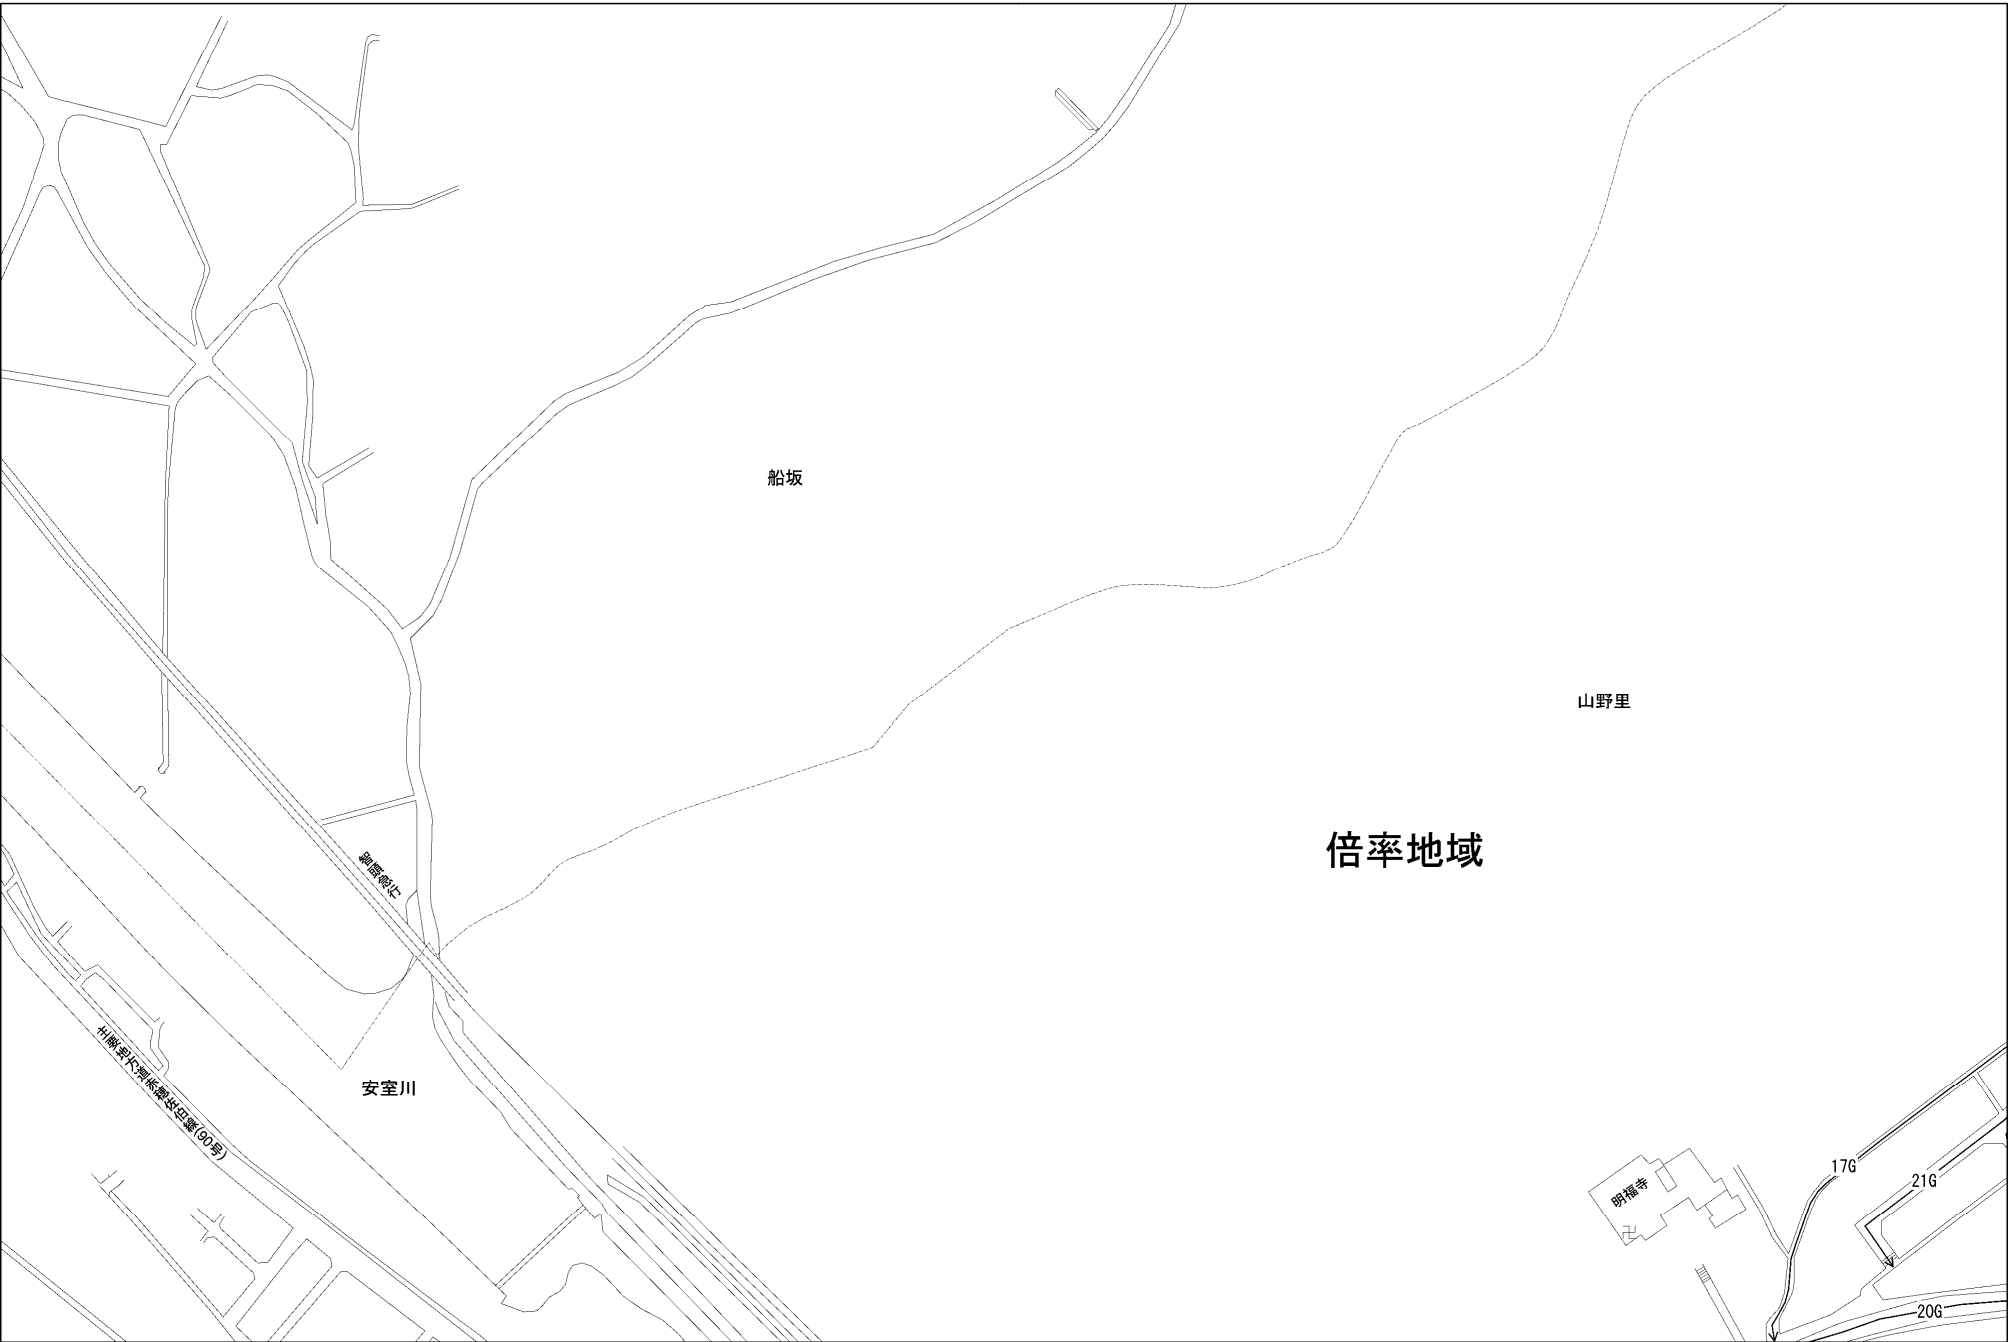 船坂
山野里
倍率地域
智頭急行
主要地方道赤穂佐伯線(90号)
安室川
17G
21G
明福寺
20G